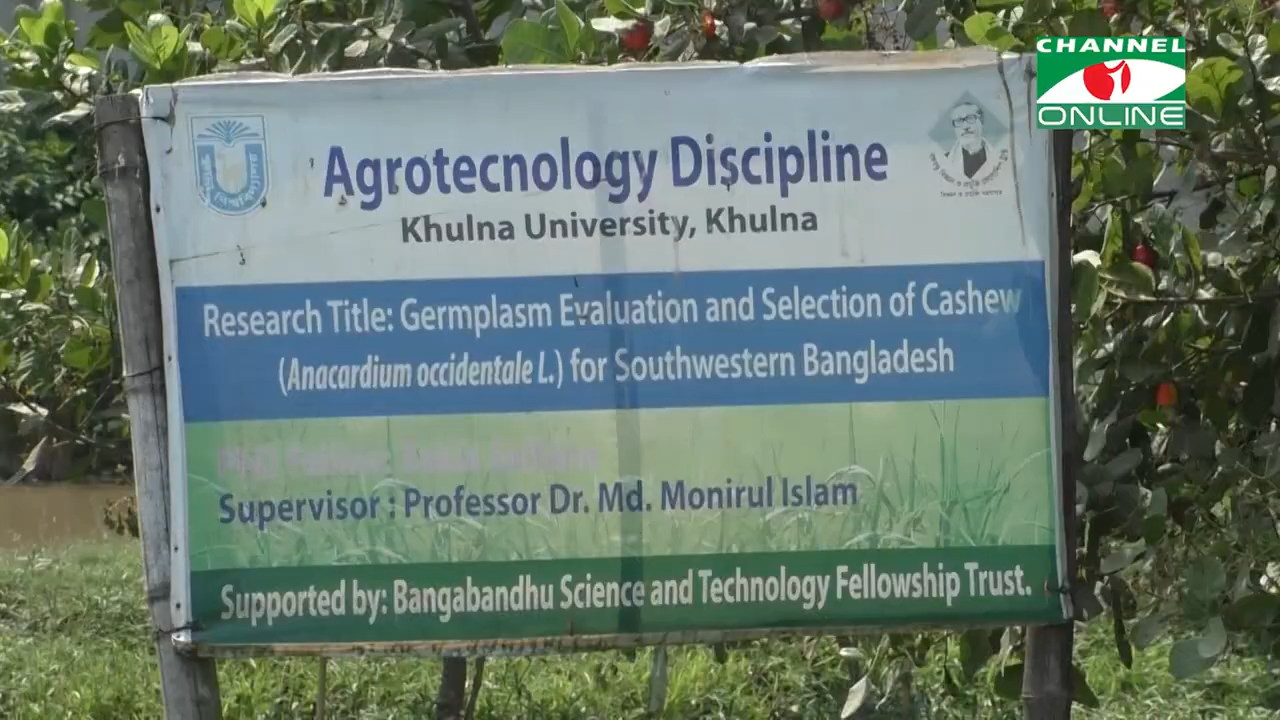 CHANNEL
ONLINE
Agrotecnology Discipline
Khulna University, Khulna
Research Title: Germplasm Evaluation and Selection of Cashew
(Anacardium occidentale L.) for Southwestern Bangladesh
Supervisor : Professor Dr. Md. Monirul Islam
Supported by: Bangabandhu Science and Technology Fellowship Trust.